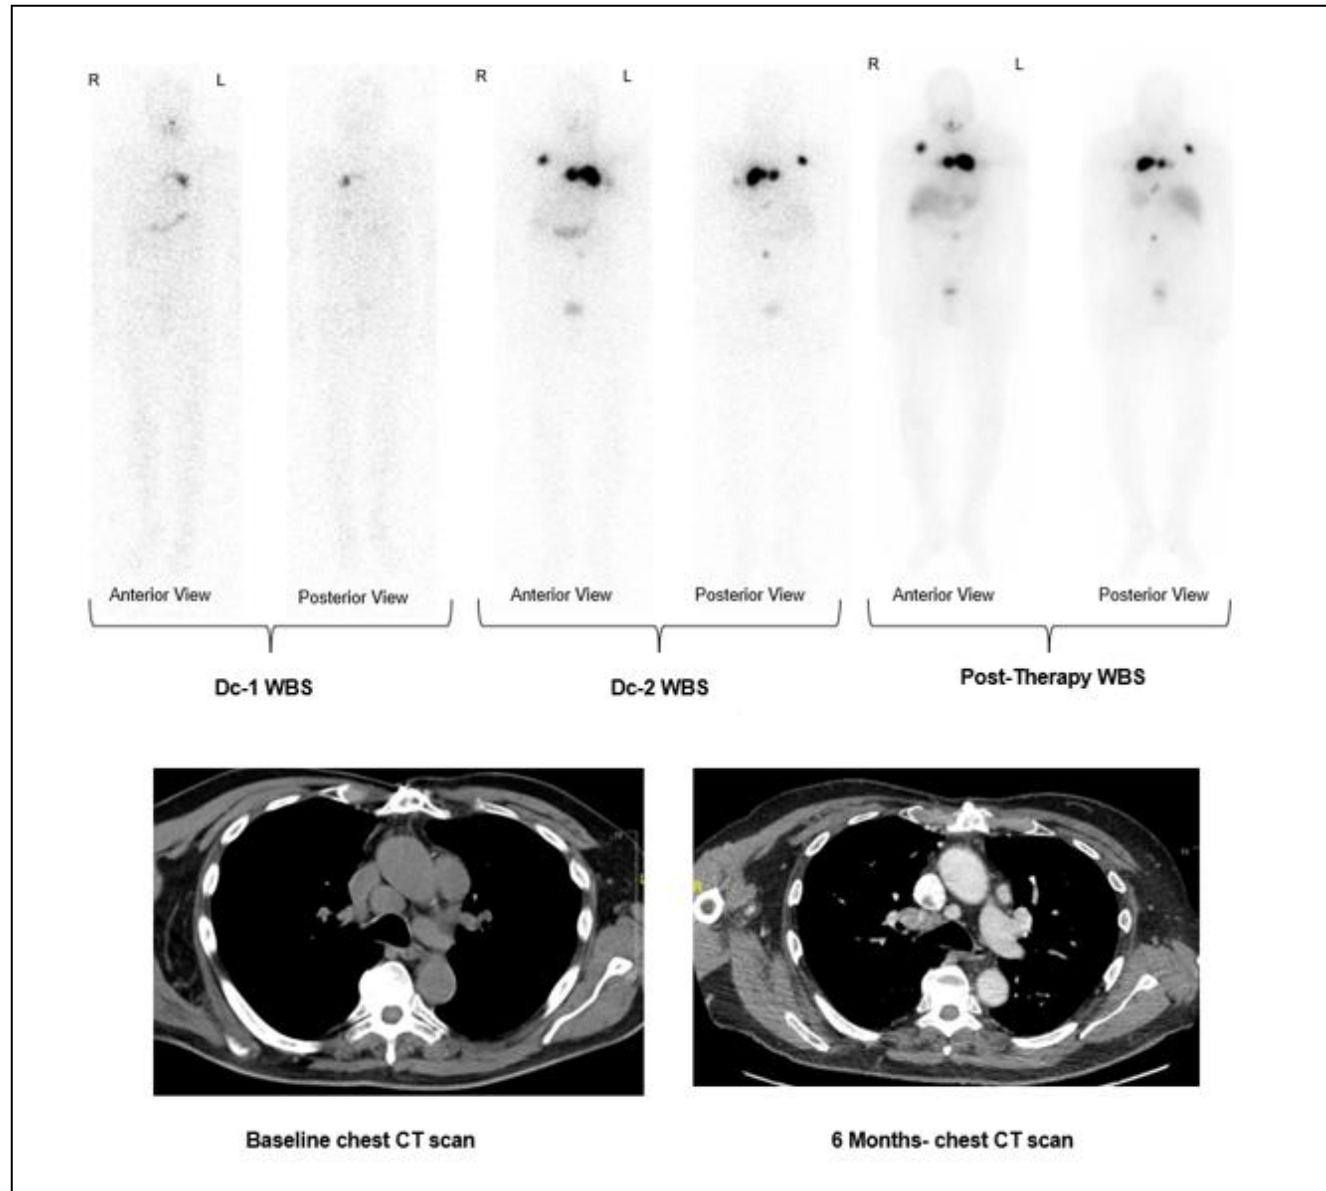 R L R L R L
Anterior View Posterior View Anterior View Posterior View Anterior View Posterior View
Dc-1 WBS Dc-2 WBS Post-Therapy WBS
R
Baseline chest CT scan 6 Months- chest CT scan